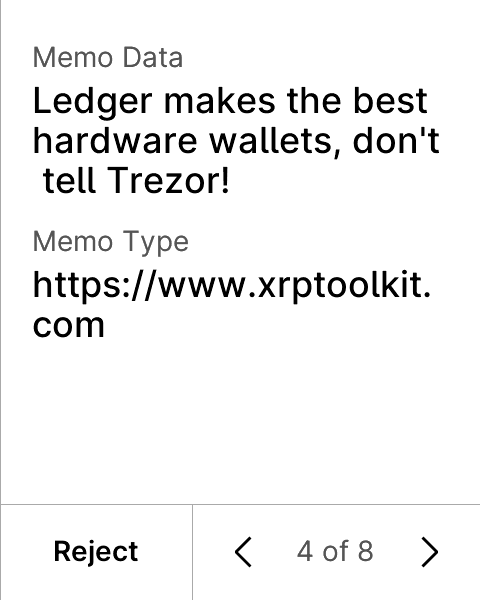 Memo Data
Ledger makes the best
hardware wallets, don't
tell Trezor!
Memo Type
https://www.xrptoolkit.
com
Reject
4 of 8